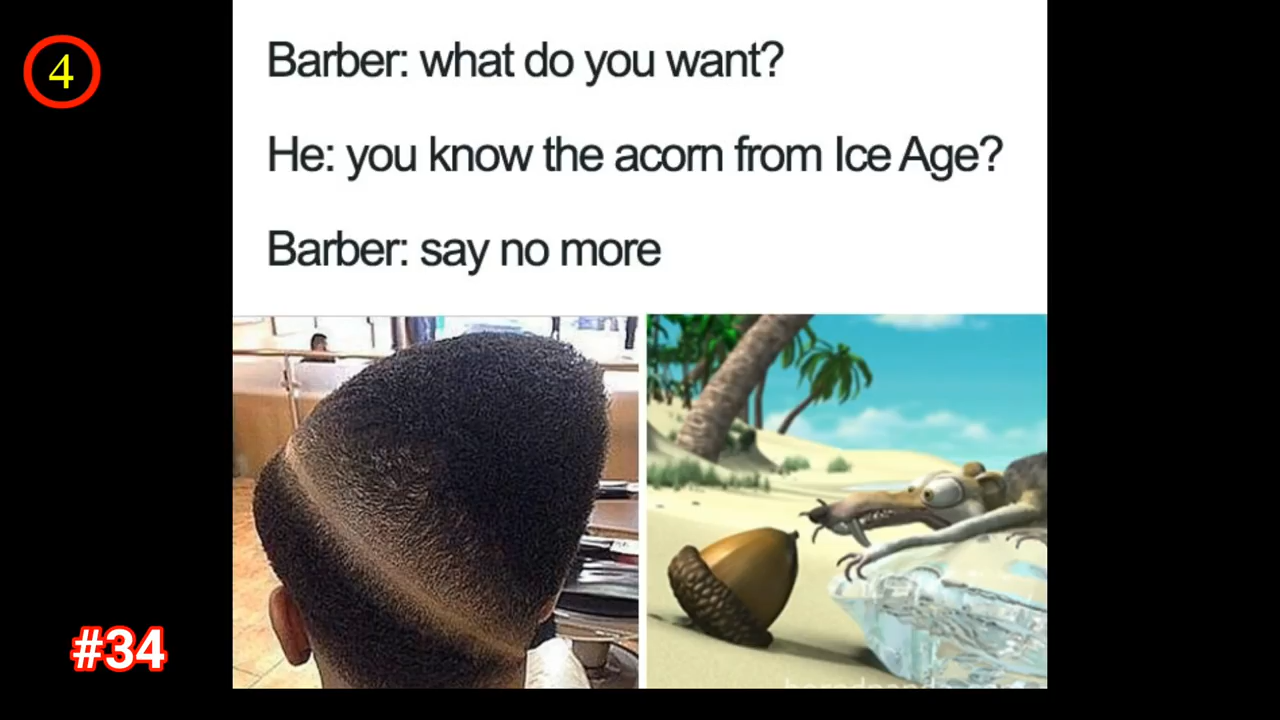 4
Barber: what do you want?
He: you know the acorn from Ice Age?
Barber: say no more
#34